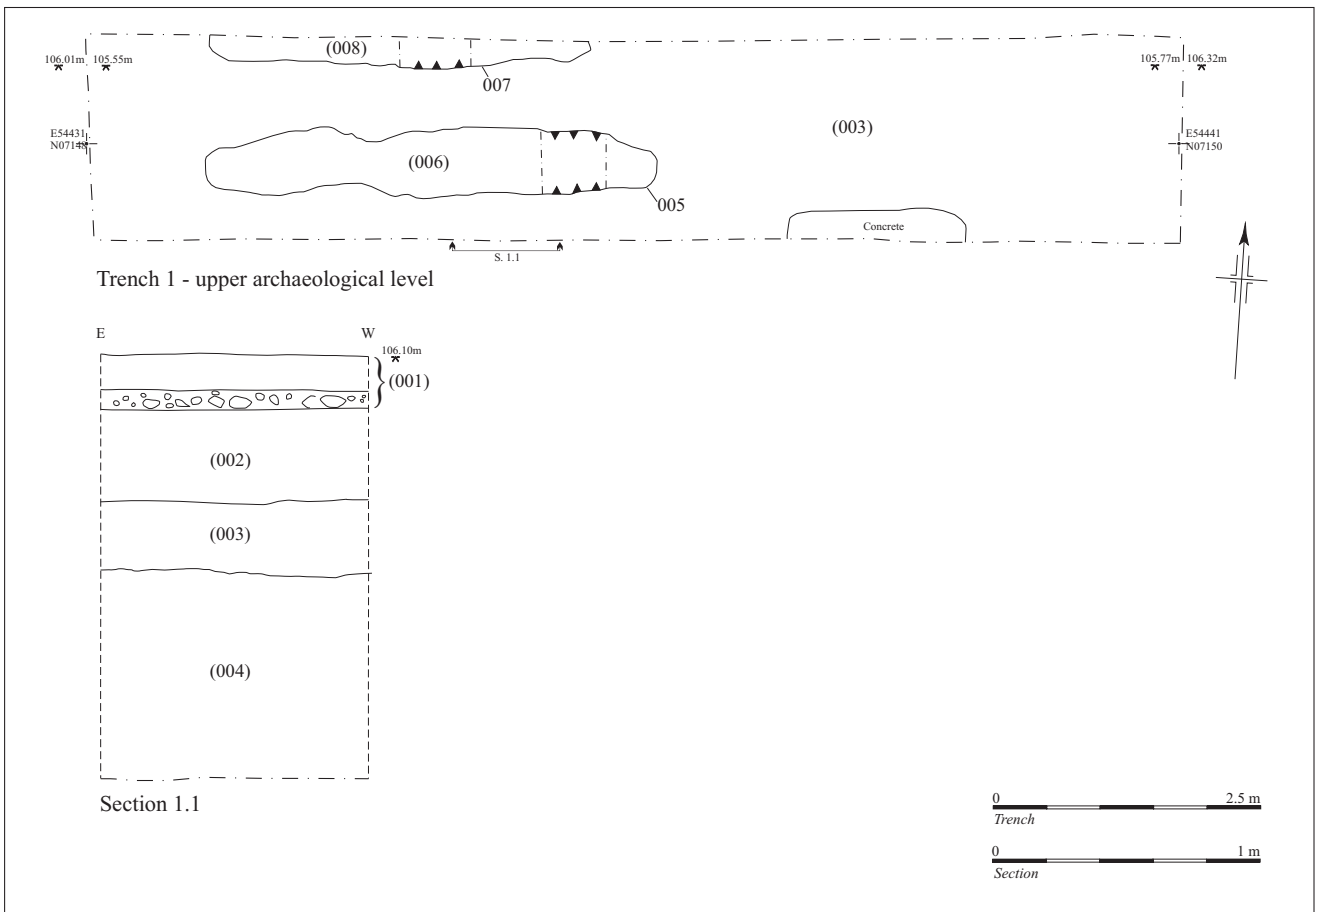 (008)
106.01m 105.55m
105.77m 106.32m
007
E54431
N07148
(003)
E54441
N07150
(006)
005
Concrete
S. 1.1
Trench 1 - upper archaeological level
E W
106.10m
(001)
(002)
(003)
(004)
Section 1.1
0 2.5 m
Trench
0 1 m
Section